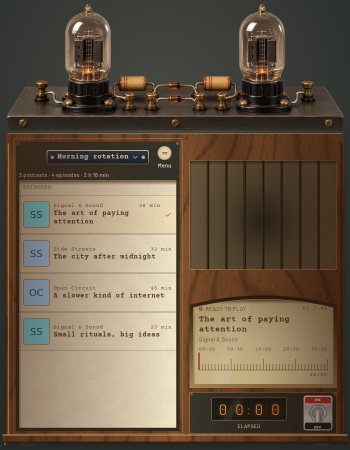 Morning rotation
Menu
3 podcasts · 4 episodes · 2 h 18 min
EPISODES
SS
Signal & Sound
38 min
The art of paying
attention
SS
Side Streets
32 min
The city after midnight
OC
Open Circuit
45 min
A slower kind of internet
SS
Signal & Sound
23 min
Small rituals, big ideas
READY TO PLAY
The art of paying
attention
Signal & Sound
00:00
00:00
ELAPSED
ON
OFF